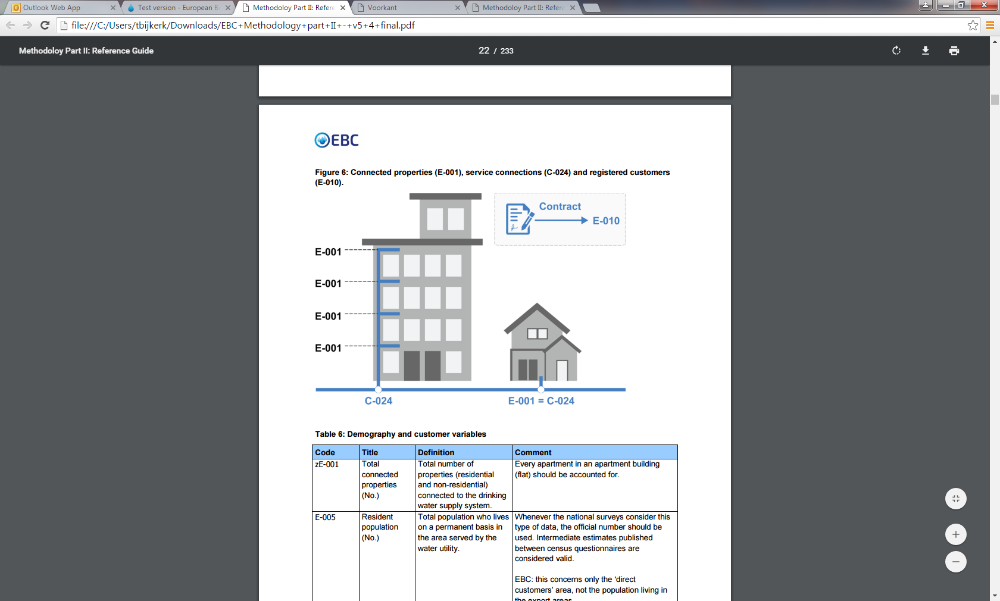 Outlook Web App
Test version - European B
Methodoloy Part II: Refere
Voorkant
Methodoloy Part II: Refere
file:///C:/Users/tbijkerk/Downloads/EBC+Methodology+part+II+-+v5+4+final.pdf
Methodoloy Part II: Reference Guide
22 / 233
EBC
Figure 6: Connected properties (E-001), service connections (C-024) and registered customers
(E-010).
Contract
E-010
E-001
E-001
E-001
E-001
C-024
E-001 = C-024
Table 6: Demography and customer variables
Code Title Definition Comment
zE-001
Total
connected
properties
(No.)
Total number of
properties (residential
and non-residential)
connected to the drinking
water supply system.
Every apartment in an apartment building
(flat) should be accounted for.
E-005
Resident
population
(No.)
Total population who lives
on a permanent basis in
the area served by the
water utility.
Whenever the national surveys consider this
type of data, the official number should be
used. Intermediate estimates published
between census questionnaires are
considered valid.
EBC: this concerns only the ‘direct
customers’ area, not the population living in
the export areas